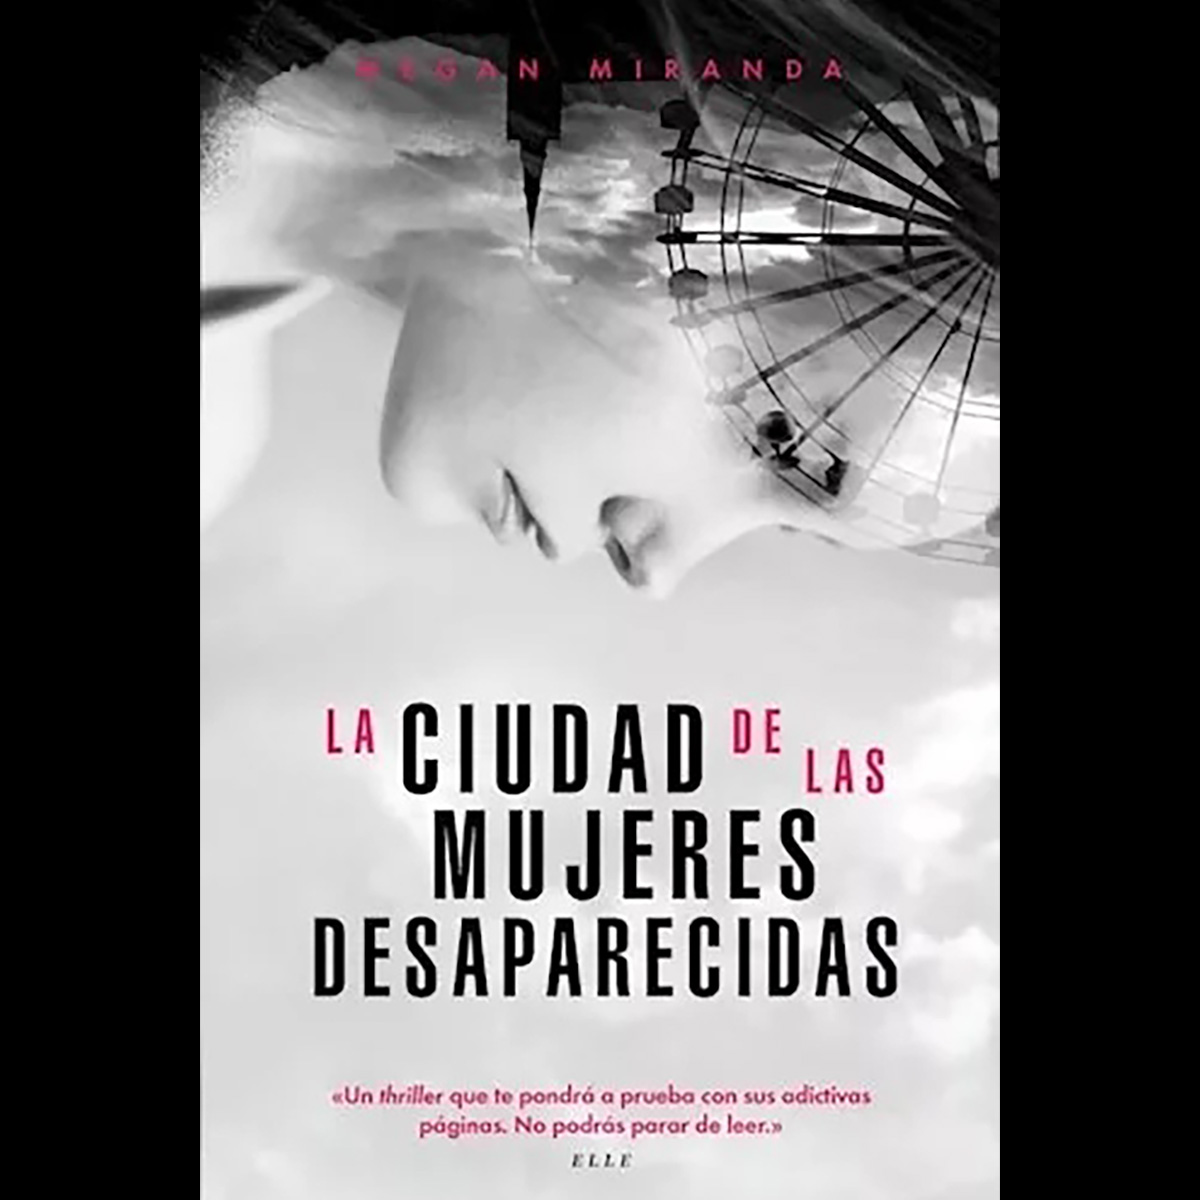 MEGAN MIRANDA
LA CIUDAD DE LAS
MUJERES
DESAPARECIDAS
«Un thriller que te pondrá a prueba con sus adictivas
páginas. No podrás parar de leer.»
ELLE